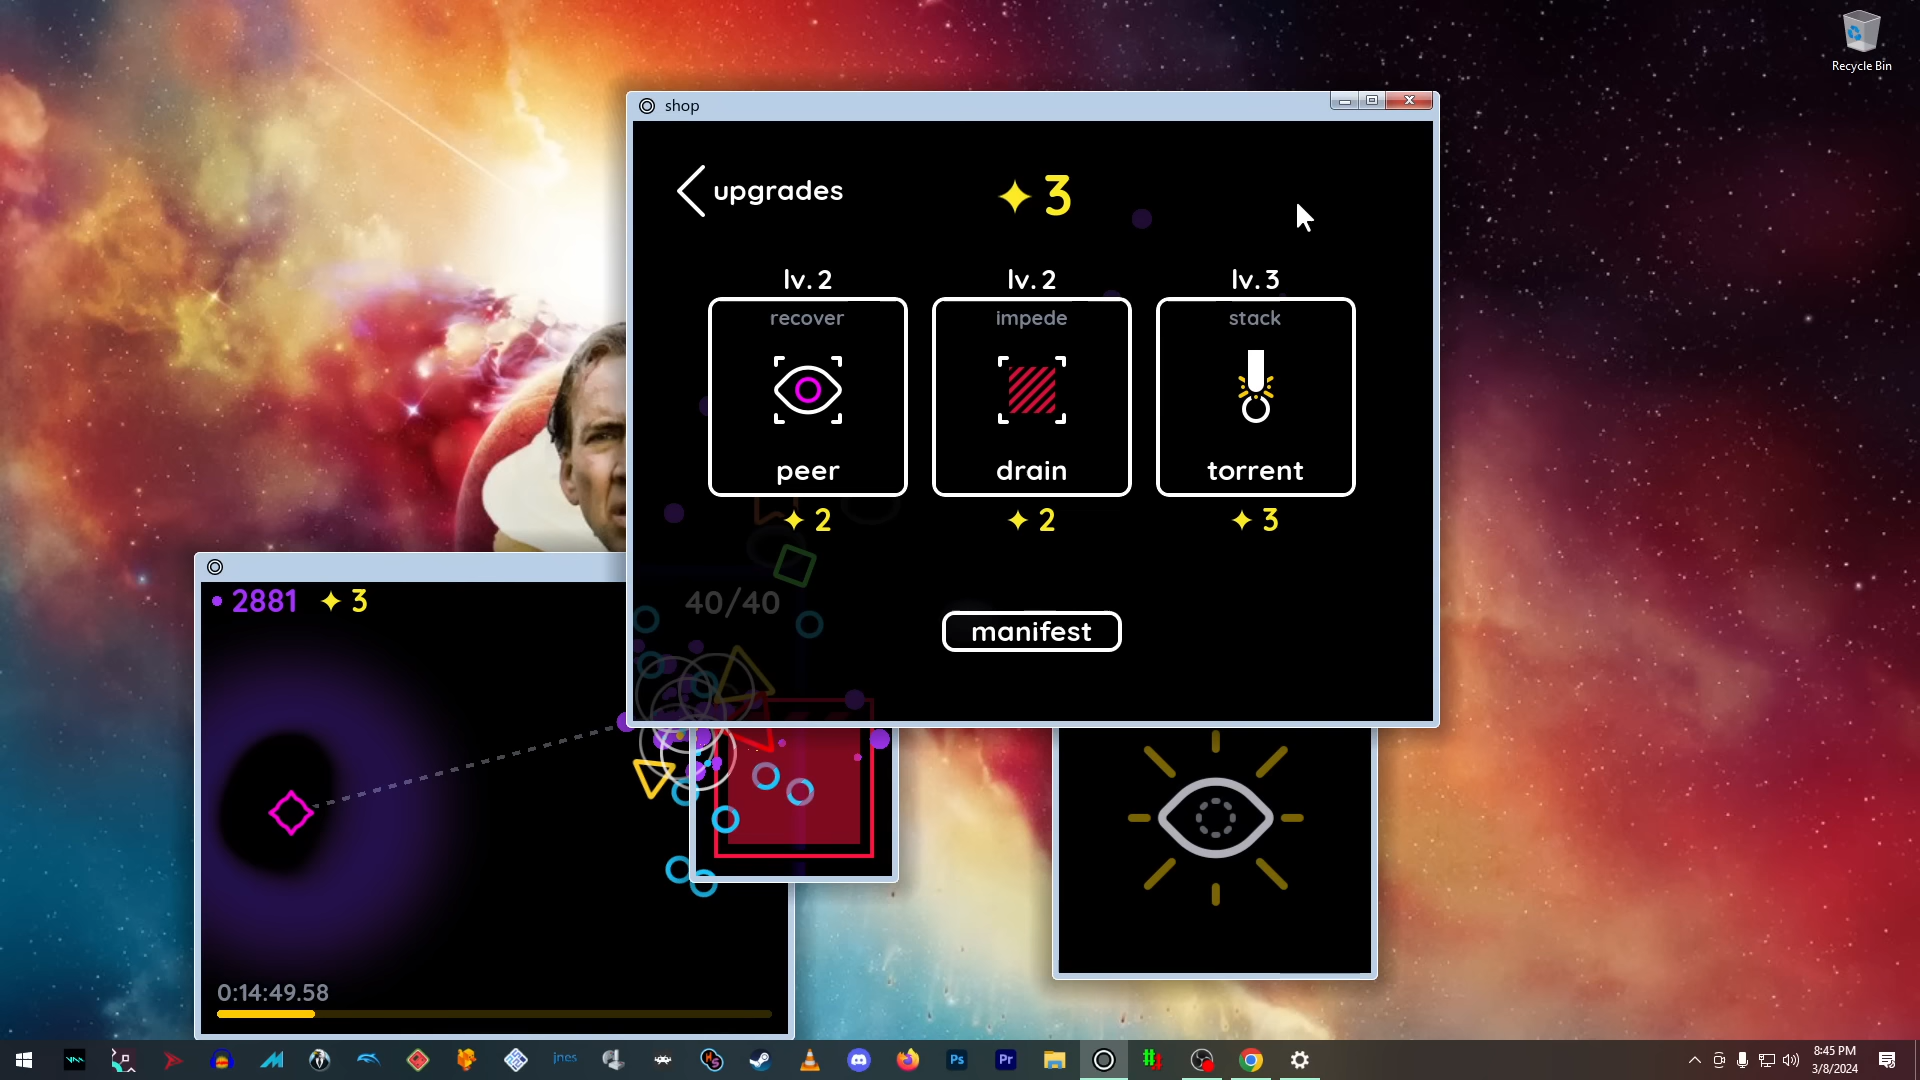 Recycle Bin
shop
upgrades
3
lv. 2
lv. 2
lv. 3
recover
impede
stack
peer
drain
torrent
2
2
3
manifest
2881 3
40/40
0:14:49.58
jnes
Ps
Pr
8:45 PM
3/8/2024